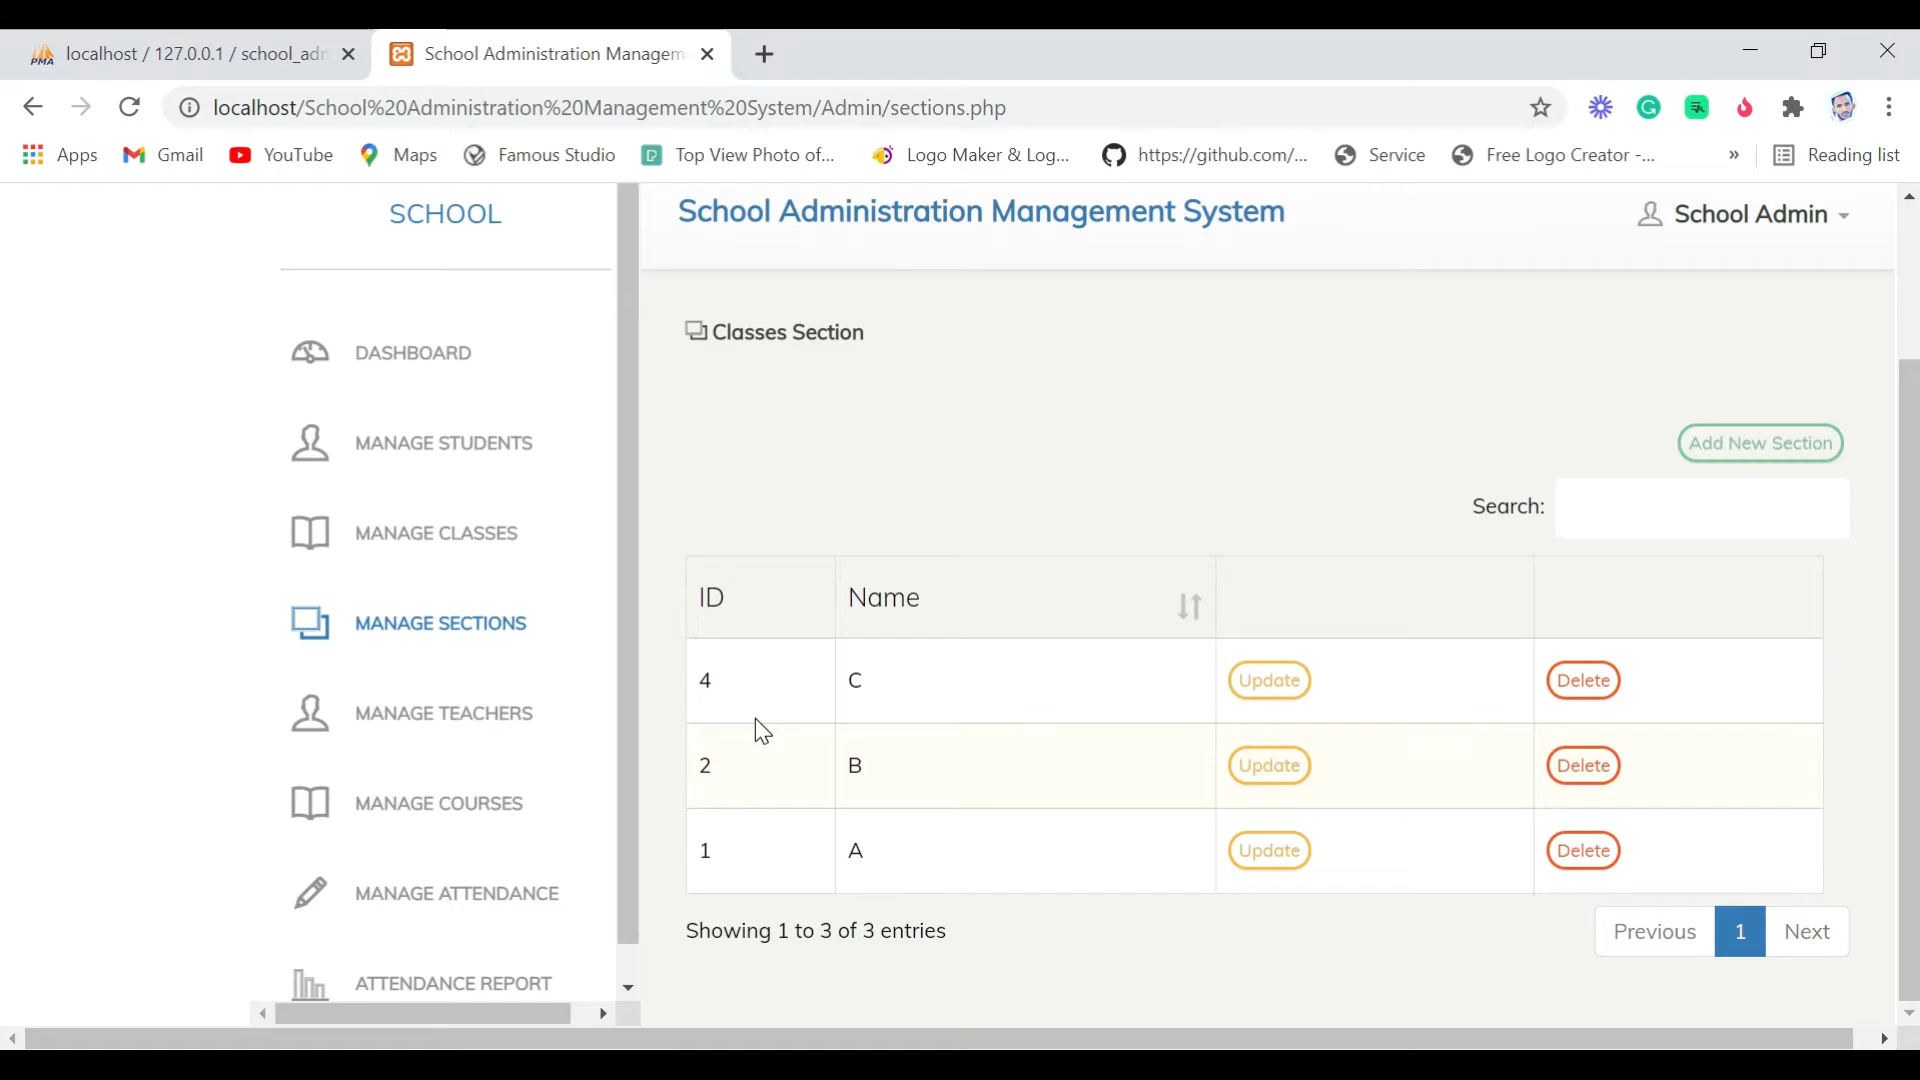 PMA localhost / 127.0.0.1 / school_adn
School Administration Managem
localhost/School%20Administration%20Management%20System/Admin/sections.php
Apps Gmail YouTube Maps Famous Studio Top View Photo of... Logo Maker & Log... https://github.com/... Service Free Logo Creator -... » Reading list
SCHOOL
School Administration Management System
School Admin
DASHBOARD
MANAGE STUDENTS
MANAGE CLASSES
MANAGE SECTIONS
MANAGE TEACHERS
MANAGE COURSES
MANAGE ATTENDANCE
ATTENDANCE REPORT
Classes Section
Add New Section
Search:
ID Name
4 C Update Delete
2 B Update Delete
1 A Update Delete
Showing 1 to 3 of 3 entries
Previous 1 Next